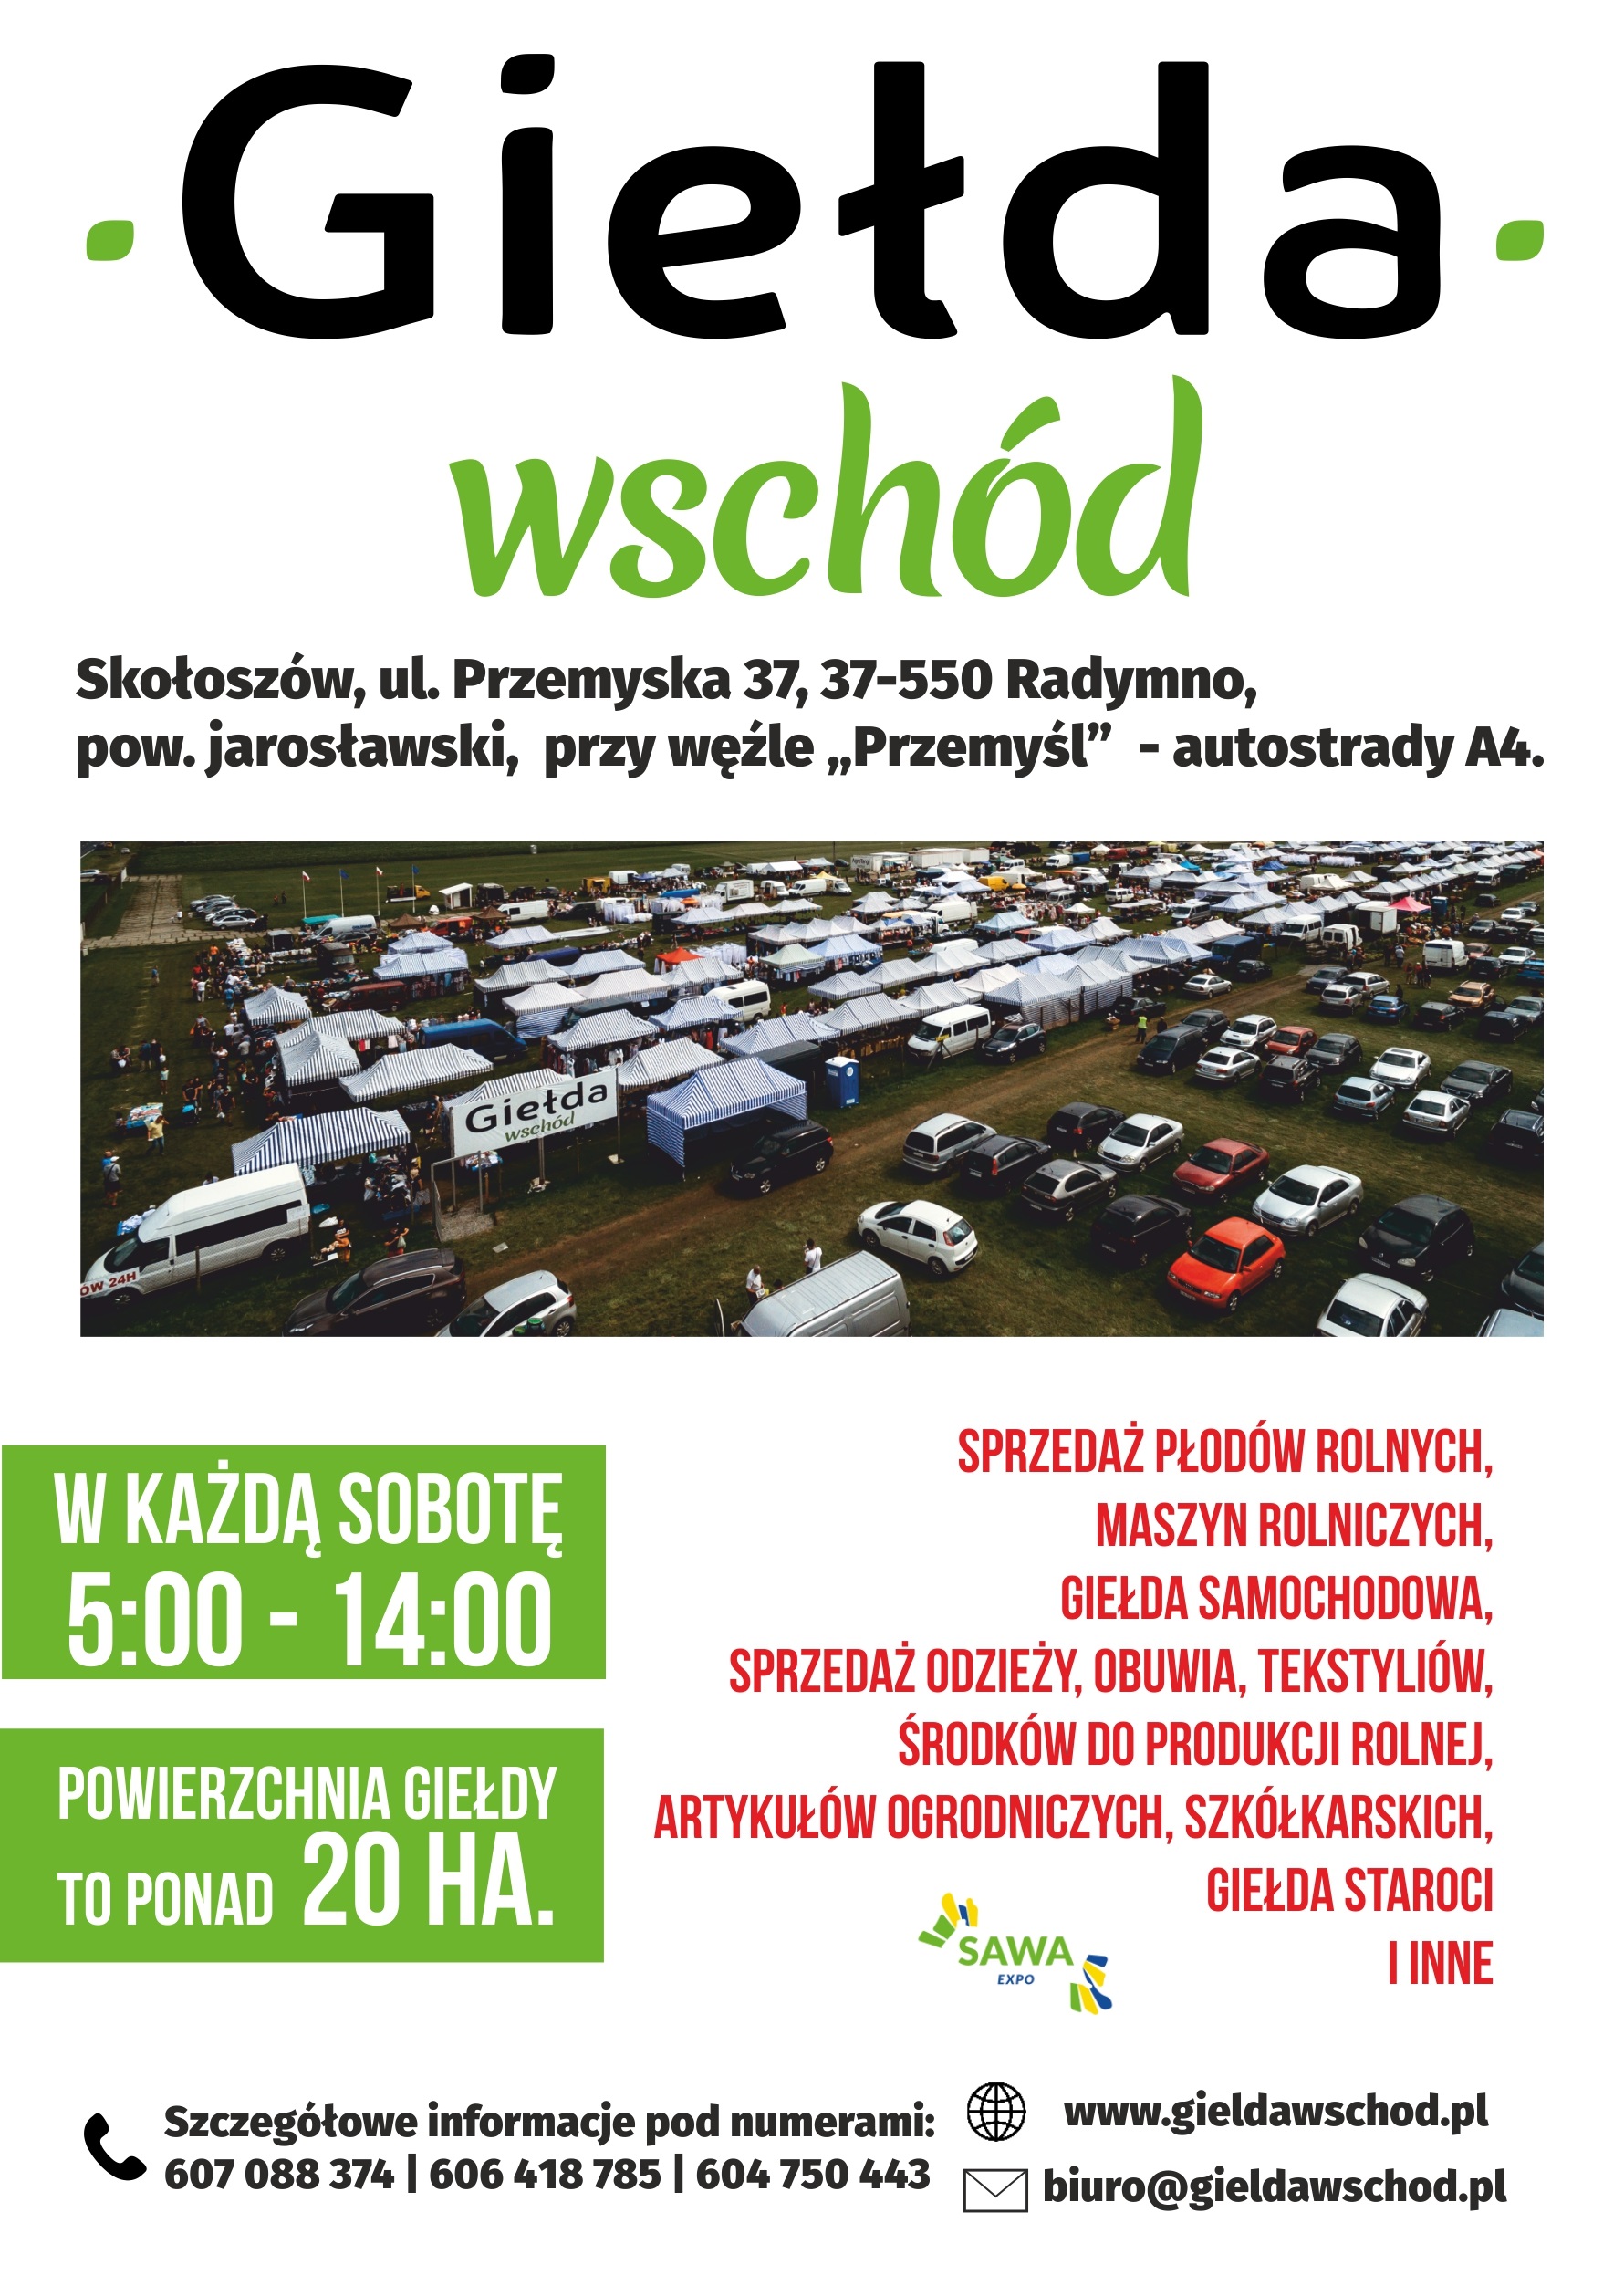 Giełda
wschód
Skołoszów, ul. Przemyska 37, 37-550 Radymno,
pow. jarosławski, przy węźle „Przemyśl” - autostrady A4.
Giełda
wschód
OW 24H
W KAŻDĄ SOBOTĘ
5:00 - 14:00
POWIERZCHNIA GIEŁDY
TO PONAD 20 HA.
SPRZEDAŻ PŁODÓW ROLNYCH,
MASZYN ROLNICZYCH,
GIEŁDA SAMOCHODOWA,
SPRZEDAŻ ODZIEŻY, OBUWIA, TEKSTYLIÓW,
ŚRODKÓW DO PRODUKCJI ROLNEJ,
ARTYKUŁÓW OGRODNICZYCH, SZKÓŁKARSKICH,
GIEŁDA STAROCI
I INNE
SAWA
EXPO
Szczegółowe informacje pod numerami:
607 088 374 | 606 418 785 | 604 750 443
www.gieldawschod.pl
biuro@gieldawschod.pl